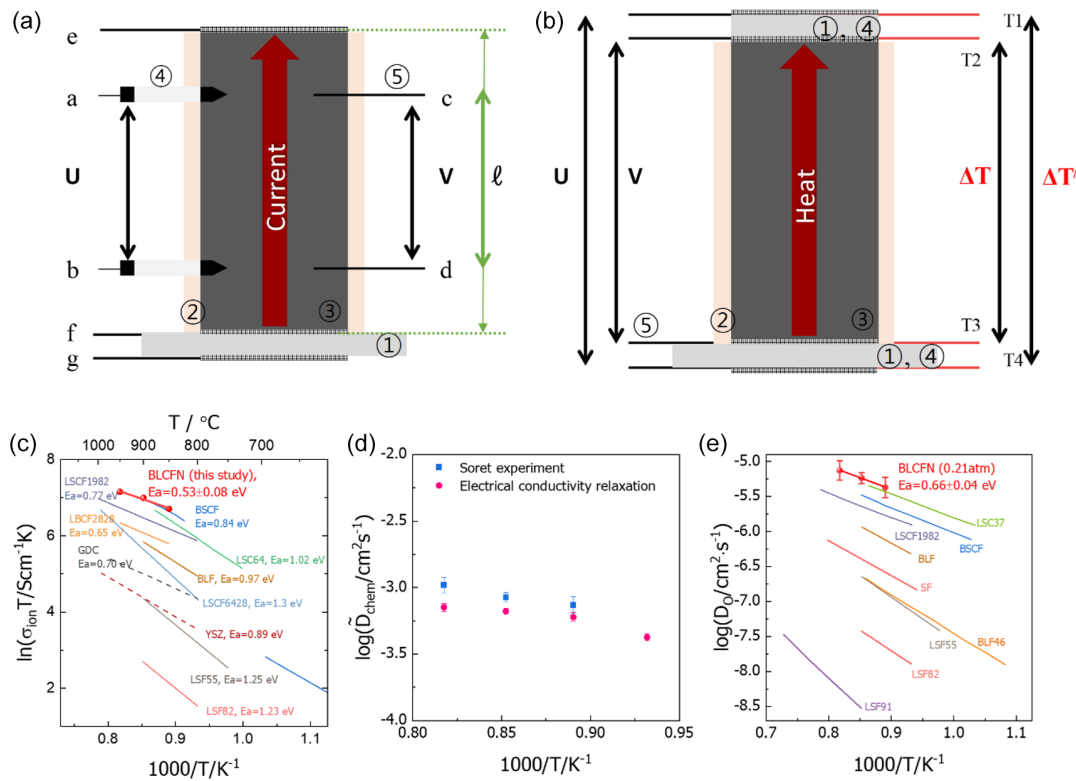 (a)
e
④
⑤
a
c
U
Current
V
ℓ
b
d
②
③
f
①
g
(b)
T1
①, ④
T2
U
V
Heat
ΔT
ΔT'
⑤
②
③
T3
①, ④
T4
(c)
T / °C
1000 900 800 700
ln(σionT/Scm⁻¹K)
8
6
4
2
BLCFN (this study),
Ea=0.53±0.08 eV
LSCF1982
Ea=0.77 eV
BSCF
Ea=0.84 eV
LBCF2820
Ea=0.65 eV
GDC
Ea=0.70 eV
LSC64, Ea=1.02 eV
BLF, Ea=0.97 eV
LSCF6428, Ea=1.3 eV
YSZ, Ea=0.89 eV
LSF55, Ea=1.25 eV
LSF82, Ea=1.23 eV
0.8 0.9 1.0 1.1
1000/T/K⁻¹
(d)
log(D̃chem/cm²s⁻¹)
-2.0
-2.5
-3.0
-3.5
-4.0
Soret experiment
Electrical conductivity relaxation
0.80 0.85 0.90 0.95
1000/T/K⁻¹
(e)
log(DO/cm²·s⁻¹)
-5.0
-5.5
-6.0
-6.5
-7.0
-7.5
-8.0
-8.5
BLCFN (0.21atm)
Ea=0.66±0.04 eV
LSC37
LSCF1982
BSCF
BLF
SF
LSF55
BLF46
LSF82
LSF91
0.7 0.8 0.9 1.0 1.1
1000/T/K⁻¹